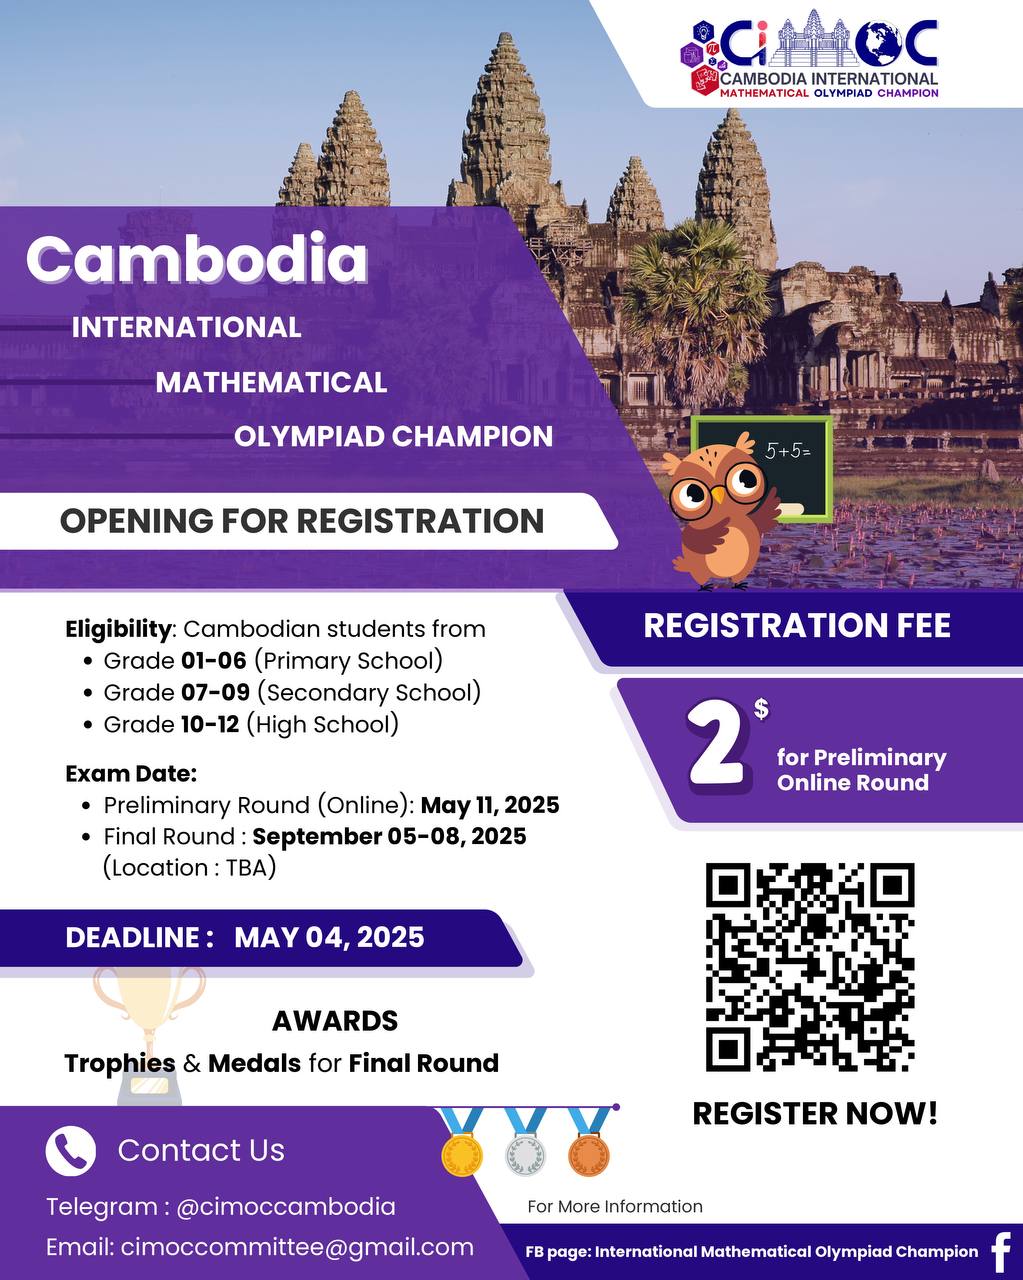 CiMOC
CAMBODIA INTERNATIONAL
MATHEMATICAL OLYMPIAD CHAMPION
Cambodia
INTERNATIONAL
MATHEMATICAL
OLYMPIAD CHAMPION
5+5=
OPENING FOR REGISTRATION
Eligibility: Cambodian students from
• Grade 01-06 (Primary School)
• Grade 07-09 (Secondary School)
• Grade 10-12 (High School)
Exam Date:
• Preliminary Round (Online): May 11, 2025
• Final Round : September 05-08, 2025
(Location : TBA)
DEADLINE : MAY 04, 2025
AWARDS
Trophies & Medals for Final Round
REGISTRATION FEE
2$
for Preliminary
Online Round
REGISTER NOW!
Contact Us
Telegram : @cimoccambodia
Email: cimoccommittee@gmail.com
For More Information
FB page: International Mathematical Olympiad Champion